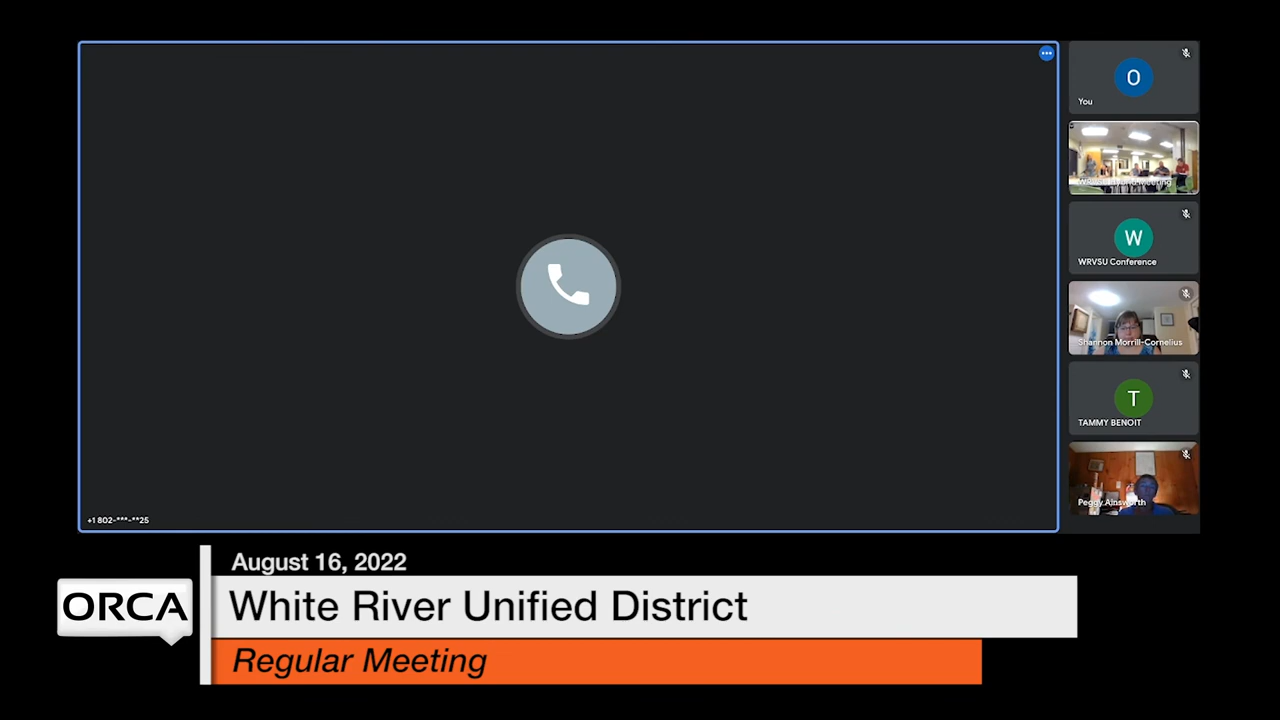 O
You
W
WRVSU Conference
Shannon Morrill-Cornelius
T
TAMMY BENOIT
Peggy Ainsworth
+1 802-***-**25
August 16, 2022
ORCA
White River Unified District
Regular Meeting